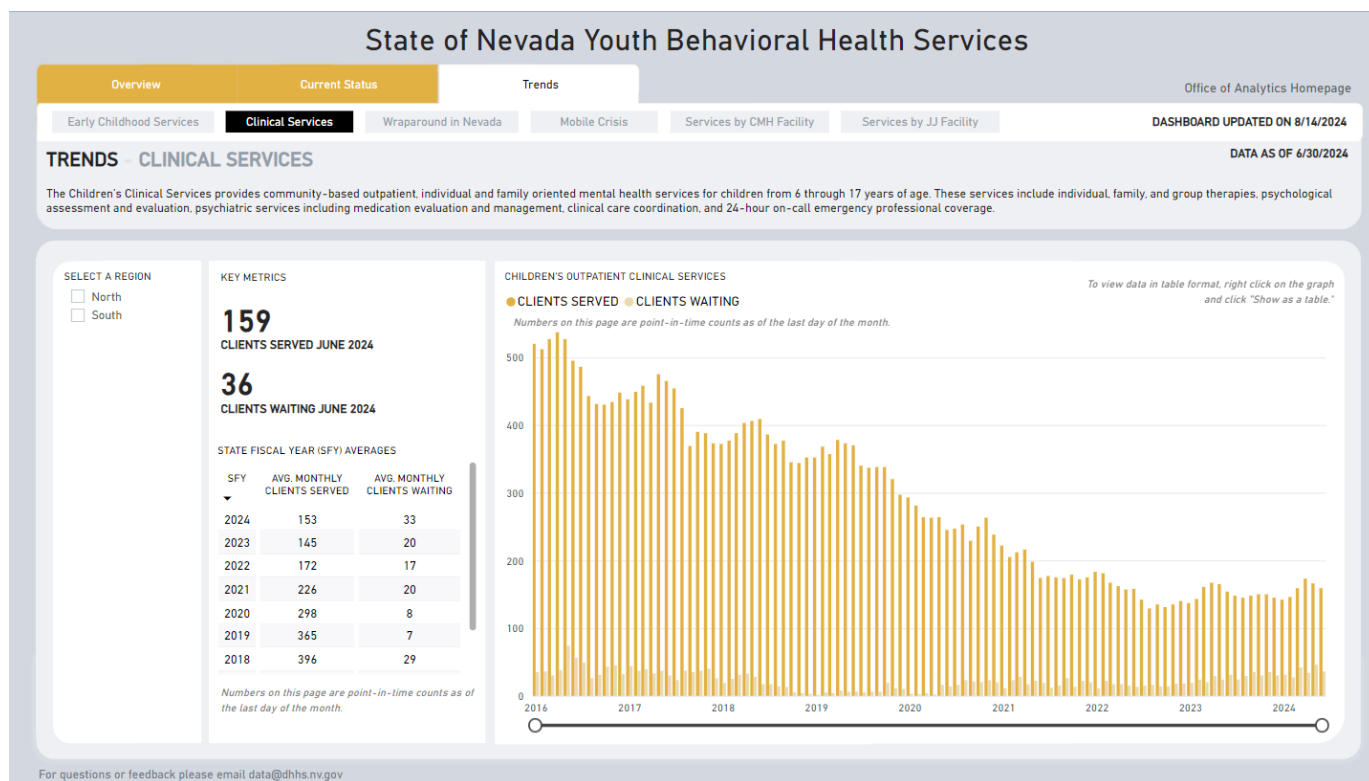 State of Nevada Youth Behavioral Health Services
Overview
Current Status
Trends
Office of Analytics Homepage
Early Childhood Services
Clinical Services
Wraparound in Nevada
Mobile Crisis
Services by CMH Facility
Services by JJ Facility
DASHBOARD UPDATED ON 8/14/2024
TRENDS - CLINICAL SERVICES
DATA AS OF 6/30/2024
The Children's Clinical Services provides community-based outpatient, individual and family oriented mental health services for children from 6 through 17 years of age. These services include individual, family, and group therapies, psychological
assessment and evaluation, psychiatric services including medication evaluation and management, clinical care coordination, and 24-hour on-call emergency professional coverage.
SELECT A REGION
North
South
KEY METRICS
159
CLIENTS SERVED JUNE 2024
36
CLIENTS WAITING JUNE 2024
STATE FISCAL YEAR (SFY) AVERAGES
SFY AVG. MONTHLY AVG. MONTHLY
CLIENTS SERVED CLIENTS WAITING
2024 153 33
2023 145 20
2022 172 17
2021 226 20
2020 298 8
2019 365 7
2018 396 29
Numbers on this page are point-in-time counts as of
the last day of the month.
CHILDREN'S OUTPATIENT CLINICAL SERVICES
CLIENTS SERVED CLIENTS WAITING
Numbers on this page are point-in-time counts as of the last day of the month.
To view data in table format, right click on the graph
and click "Show as a table."
500
400
300
200
100
0
2016 2017 2018 2019 2020 2021 2022 2023 2024
For questions or feedback please email data@dhhs.nv.gov